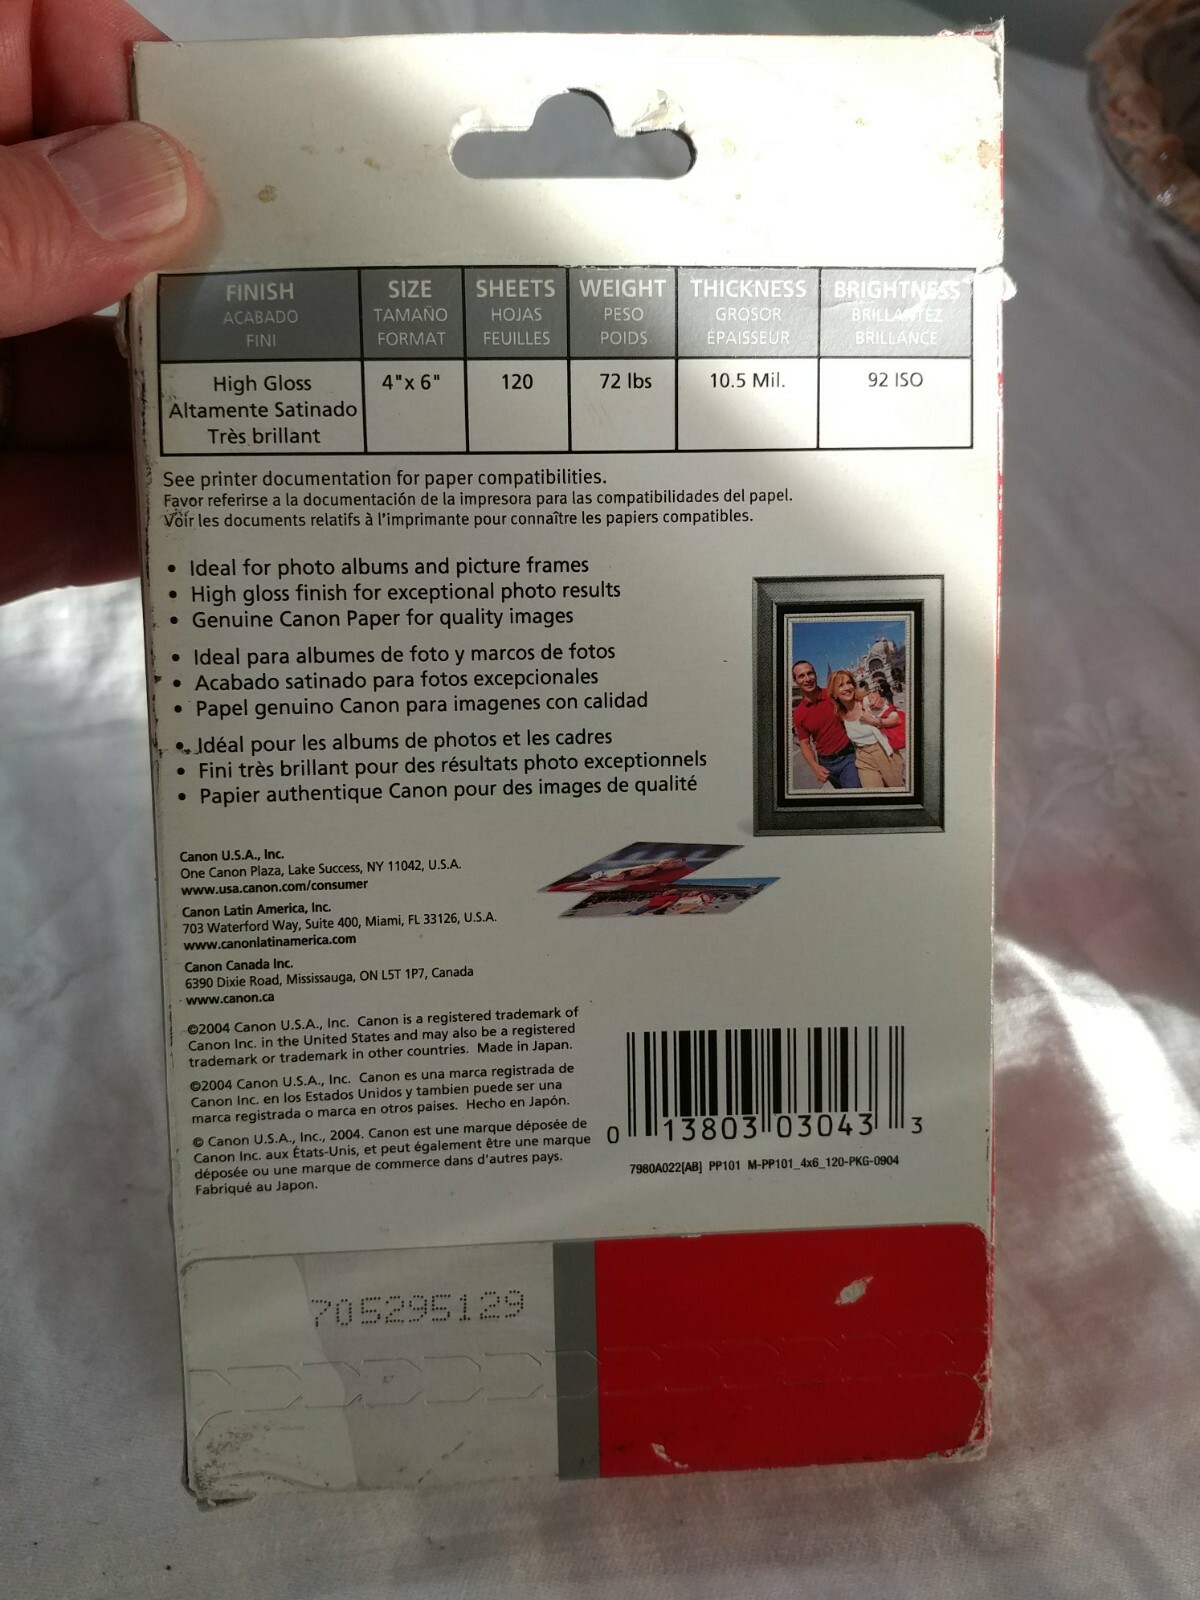 FINISH SIZE SHEETS WEIGHT THICKNESS BRIGHTNESS
ACABADO TAMAÑO HOJAS PESO GROSOR BRILLANTEZ
FINI FORMAT FEUILLES POIDS ÉPAISSEUR BRILLANCE
High Gloss 4"x 6" 120 72 lbs 10.5 Mil. 92 ISO
Altamente Satinado
Très brillant
See printer documentation for paper compatibilities.
Favor referirse a la documentación de la impresora para las compatibilidades del papel.
Voir les documents relatifs à l'imprimante pour connaître les papiers compatibles.
• Ideal for photo albums and picture frames
• High gloss finish for exceptional photo results
• Genuine Canon Paper for quality images
• Ideal para albumes de foto y marcos de fotos
• Acabado satinado para fotos excepcionales
• Papel genuino Canon para imagenes con calidad
• Idéal pour les albums de photos et les cadres
• Fini très brillant pour des résultats photo exceptionnels
• Papier authentique Canon pour des images de qualité
Canon U.S.A., Inc.
One Canon Plaza, Lake Success, NY 11042, U.S.A.
www.usa.canon.com/consumer
Canon Latin America, Inc.
703 Waterford Way, Suite 400, Miami, FL 33126, U.S.A.
www.canonlatinamerica.com
Canon Canada Inc.
6390 Dixie Road, Mississauga, ON L5T 1P7, Canada
www.canon.ca
©2004 Canon U.S.A., Inc. Canon is a registered trademark of
Canon Inc. in the United States and may also be a registered
trademark or trademark in other countries. Made in Japan.
©2004 Canon U.S.A., Inc. Canon es una marca registrada de
Canon Inc. en los Estados Unidos y tambien puede ser una
marca registrada o marca en otros paises. Hecho en Japón.
© Canon U.S.A., Inc., 2004. Canon est une marque déposée de
Canon Inc. aux États-Unis, et peut également être une marque
déposée ou une marque de commerce dans d'autres pays.
Fabriqué au Japon.
0 13803 03043 3
7980A022[AB] PP101 M-PP101_4x6_120-PKG-0904
705295129